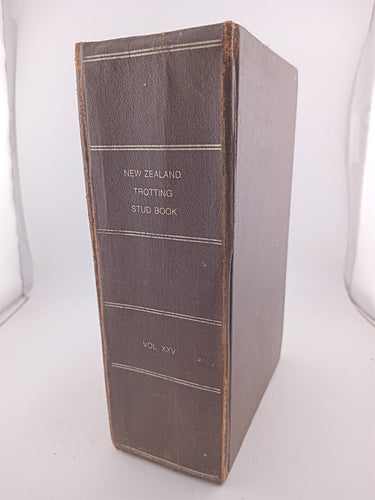 NEW ZEALAND
TROTTING
STUD BOOK
VOL. XXV